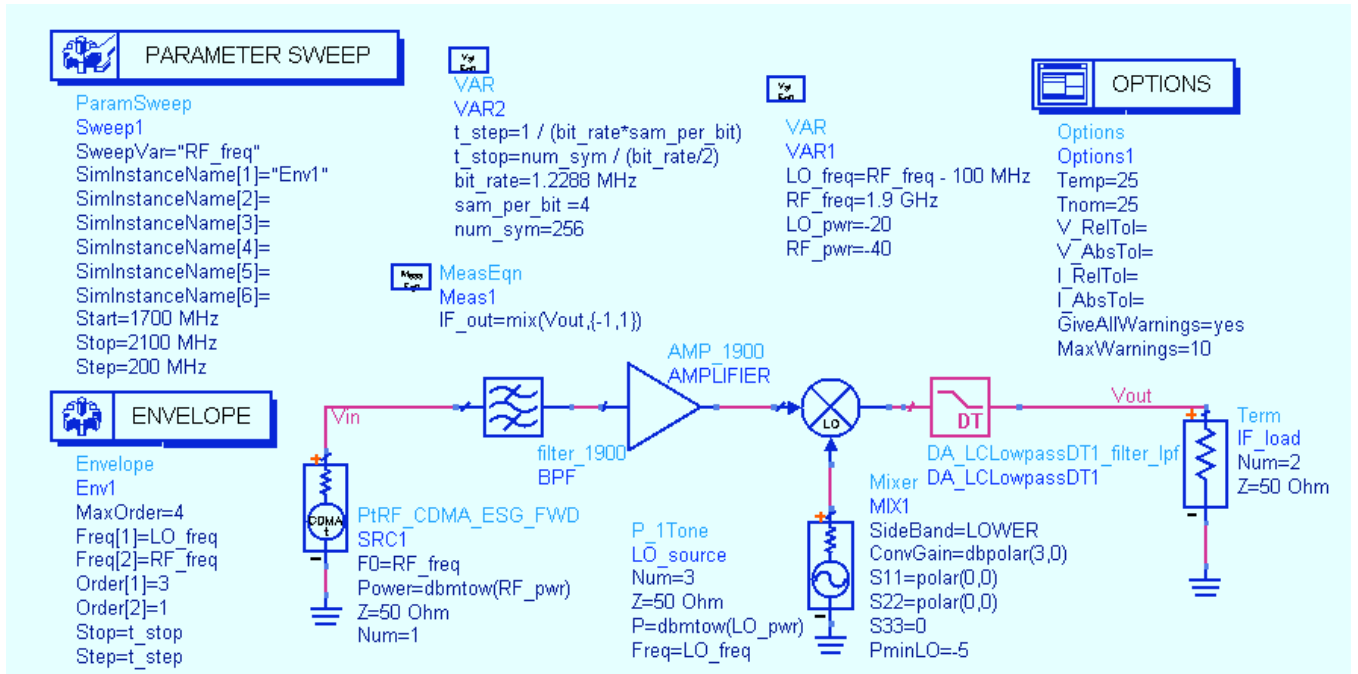 PARAMETER SWEEP
ParamSweep
Sweep1
SweepVar="RF_freq"
SimInstanceName[1]="Env1"
SimInstanceName[2]=
SimInstanceName[3]=
SimInstanceName[4]=
SimInstanceName[5]=
SimInstanceName[6]=
Start=1700 MHz
Stop=2100 MHz
Step=200 MHz
Var
Eqn
VAR
VAR2
t_step=1 / (bit_rate*sam_per_bit)
t_stop=num_sym / (bit_rate/2)
bit_rate=1.2288 MHz
sam_per_bit =4
num_sym=256
Var
Eqn
VAR
VAR1
LO_freq=RF_freq - 100 MHz
RF_freq=1.9 GHz
LO_pwr=-20
RF_pwr=-40
OPTIONS
Options
Options1
Temp=25
Tnom=25
V_RelTol=
V_AbsTol=
I_RelTol=
I_AbsTol=
GiveAllWarnings=yes
MaxWarnings=10
Meas
Eqn
MeasEqn
Meas1
IF_out=mix(Vout,{-1,1})
ENVELOPE
Envelope
Env1
MaxOrder=4
Freq[1]=LO_freq
Freq[2]=RF_freq
Order[1]=3
Order[2]=1
Stop=t_stop
Step=t_step
Vin
CDMA
t
PtRF_CDMA_ESG_FWD
SRC1
F0=RF_freq
Power=dbmtow(RF_pwr)
Z=50 Ohm
Num=1
filter_1900
BPF
AMP_1900
AMPLIFIER
LO
P_1Tone
LO_source
Num=3
Z=50 Ohm
P=dbmtow(LO_pwr)
Freq=LO_freq
Mixer
MIX1
SideBand=LOWER
ConvGain=dbpolar(3,0)
S11=polar(0,0)
S22=polar(0,0)
S33=0
PminLO=-5
DT
DA_LCLowpassDT1_filter_lpf
DA_LCLowpassDT1
Vout
Term
IF_load
Num=2
Z=50 Ohm